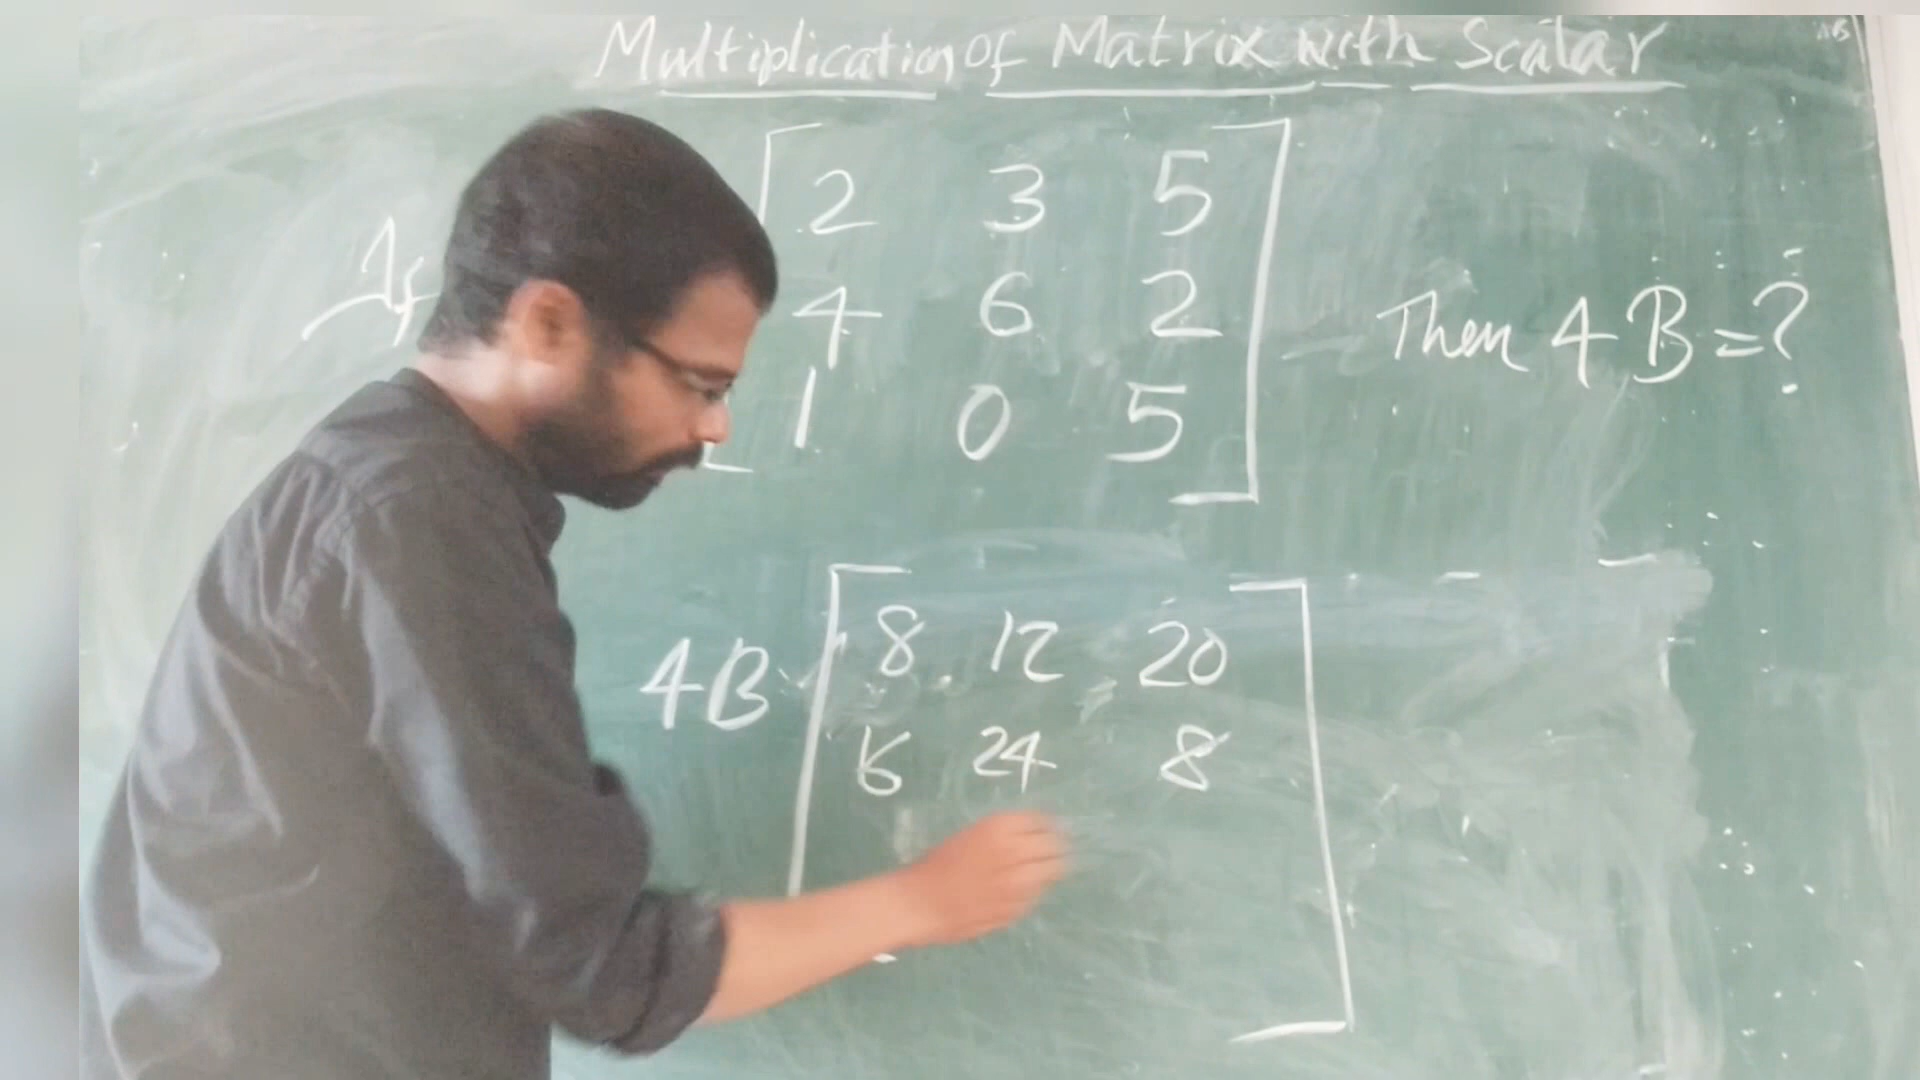 Multiplication of Matrix with Scalar
2 3 5
If 4 6 2 Then 4B=?
1 0 5
8 12 20
4B
16 24 8